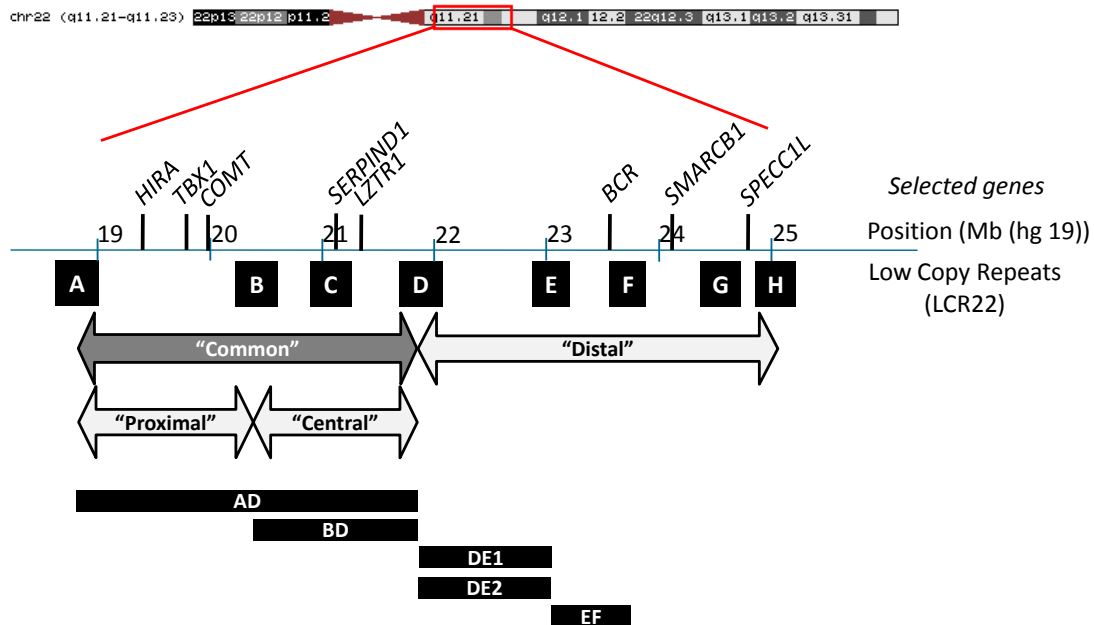 chr22 (q11.21-q11.23) 22p13 22p12 p11.2 q11.21 q12.1 12.2 22q12.3 q13.1 q13.2 q13.31
HIRA TBX1 COMT SERPIND1 LZTR1 BCR SMARCB1 SPECC1L Selected genes
19 20 21 22 23 24 25 Position (Mb (hg 19))
A B C D E F G H Low Copy Repeats
(LCR22)
“Common” “Distal”
“Proximal” “Central”
AD
BD
DE1
DE2
EF